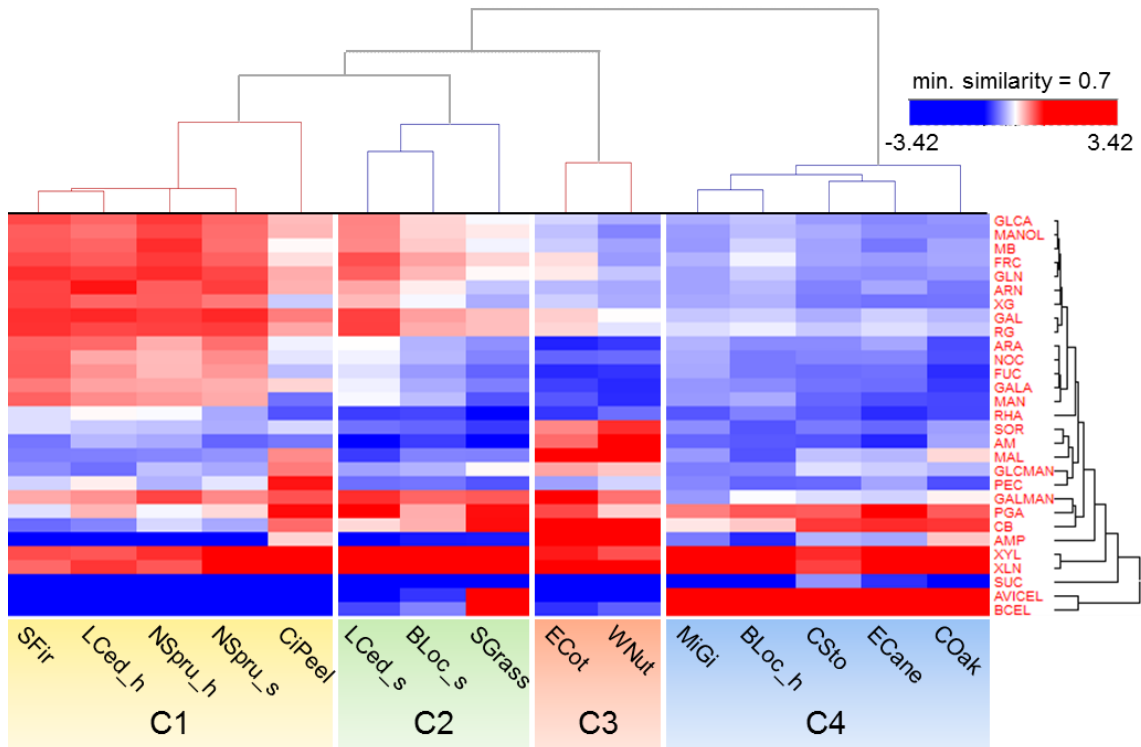 min. similarity = 0.7
-3.42 3.42
GLCA
MANOL
MB
FRC
GLN
ARN
XG
GAL
RG
ARA
NOC
FUC
GALA
MAN
RHA
SOR
AM
MAL
GLCMAN
PEC
GALMAN
PGA
CB
AMP
XYL
XLN
SUC
AVICEL
BCEL
SFir LCed_h NSpru_h NSpru_s CiPeel LCed_s BLoc_s SGrass ECot WNut MiGi BLoc_h CSto ECane COak
C1 C2 C3 C4